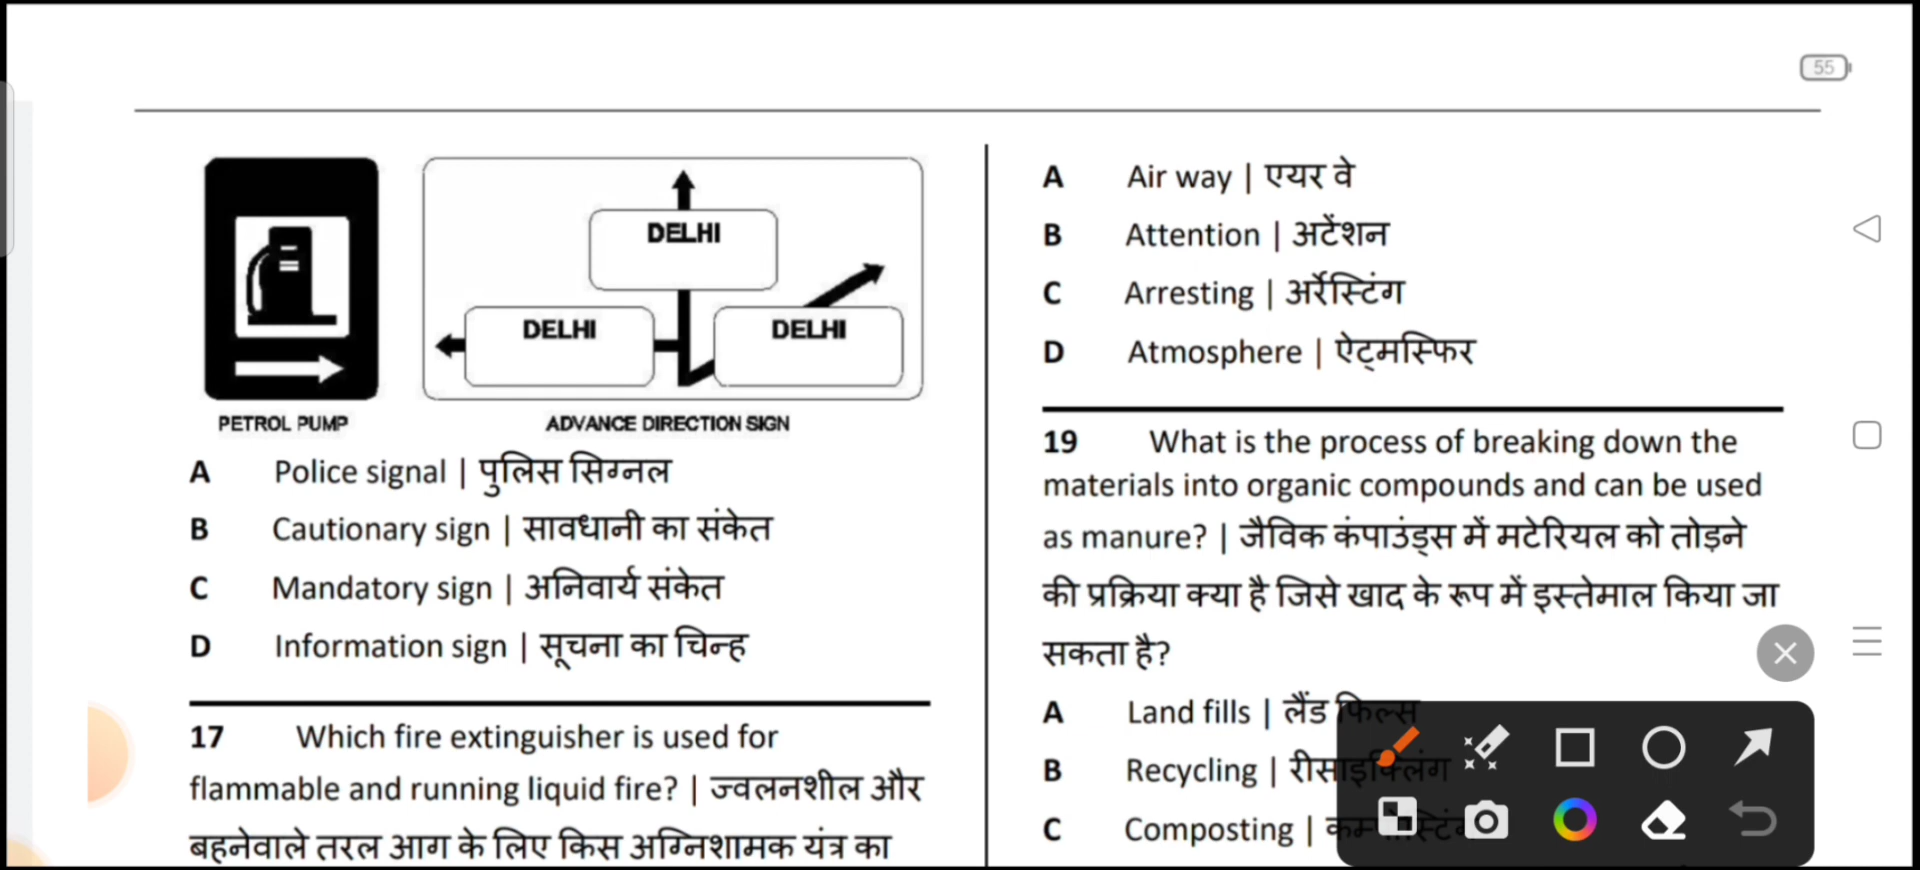 55
DELHI
DELHI
DELHI
PETROL PUMP
ADVANCE DIRECTION SIGN
A Police signal | पुलिस सिग्नल
B Cautionary sign | सावधानी का संकेत
C Mandatory sign | अनिवार्य संकेत
D Information sign | सूचना का चिन्ह
17 Which fire extinguisher is used for
flammable and running liquid fire? | ज्वलनशील और
बहनेवाले तरल आग के लिए किस अग्निशामक यंत्र का
A Air way | एयर वे
B Attention | अटेंशन
C Arresting | अर्रेस्टिंग
D Atmosphere | ऐट्मस्फिर
19 What is the process of breaking down the
materials into organic compounds and can be used
as manure? | जैविक कंपाउंड्स में मटेरियल को तोड़ने
की प्रक्रिया क्या है जिसे खाद के रूप में इस्तेमाल किया जा
सकता है?
A Land fills | लैंड फिल्स
B Recycling | रीसाइक्लिंग
C Composting |